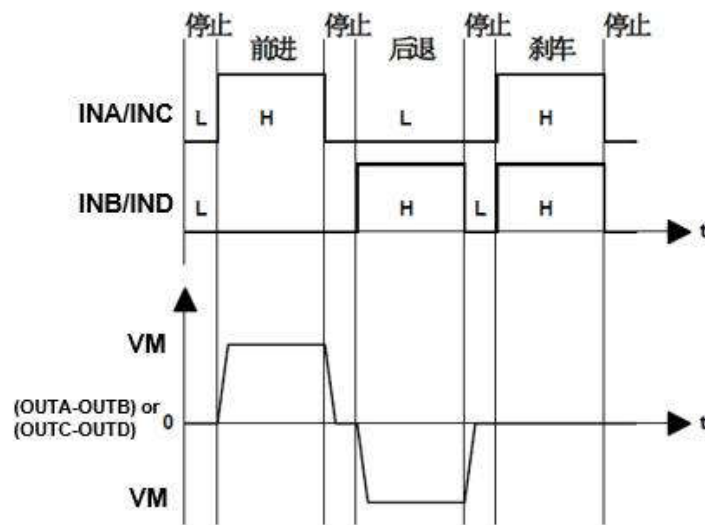 停止 停止 停止 停止
前进 后退 刹车
INA/INC L H L H
INB/IND L H L H t
VM
(OUTA-OUTB) or
(OUTC-OUTD) 0 t
VM